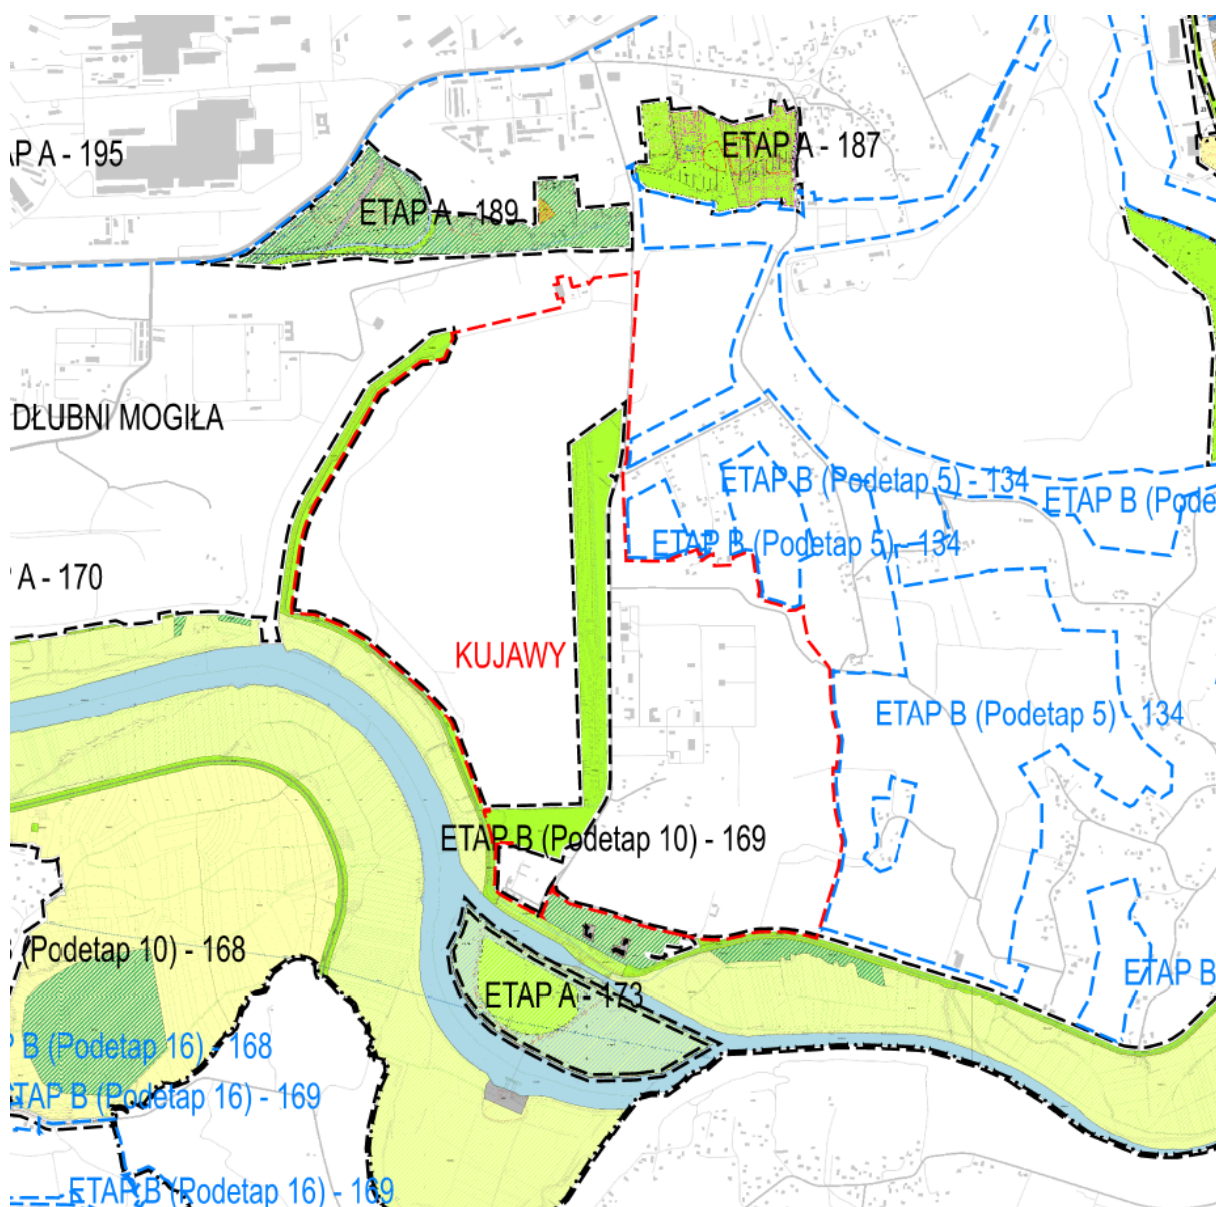 ETAP A - 187
AP A - 195
ETAP A - 189
DŁUBNI MOGIŁA
ETAP B (Podetap 5) - 134
ETAP B (Pode
ETAP B (Podetap 5) - 134
A - 170
KUJAWY
ETAP B (Podetap 5) - 134
ETAP B (Podetap 10) - 169
(Podetap 10) - 168
ETAP B
ETAP A - 173
P B (Podetap 16) - 168
ETAP B (Podetap 16) - 169
ETAP B (Podetap 16) - 169